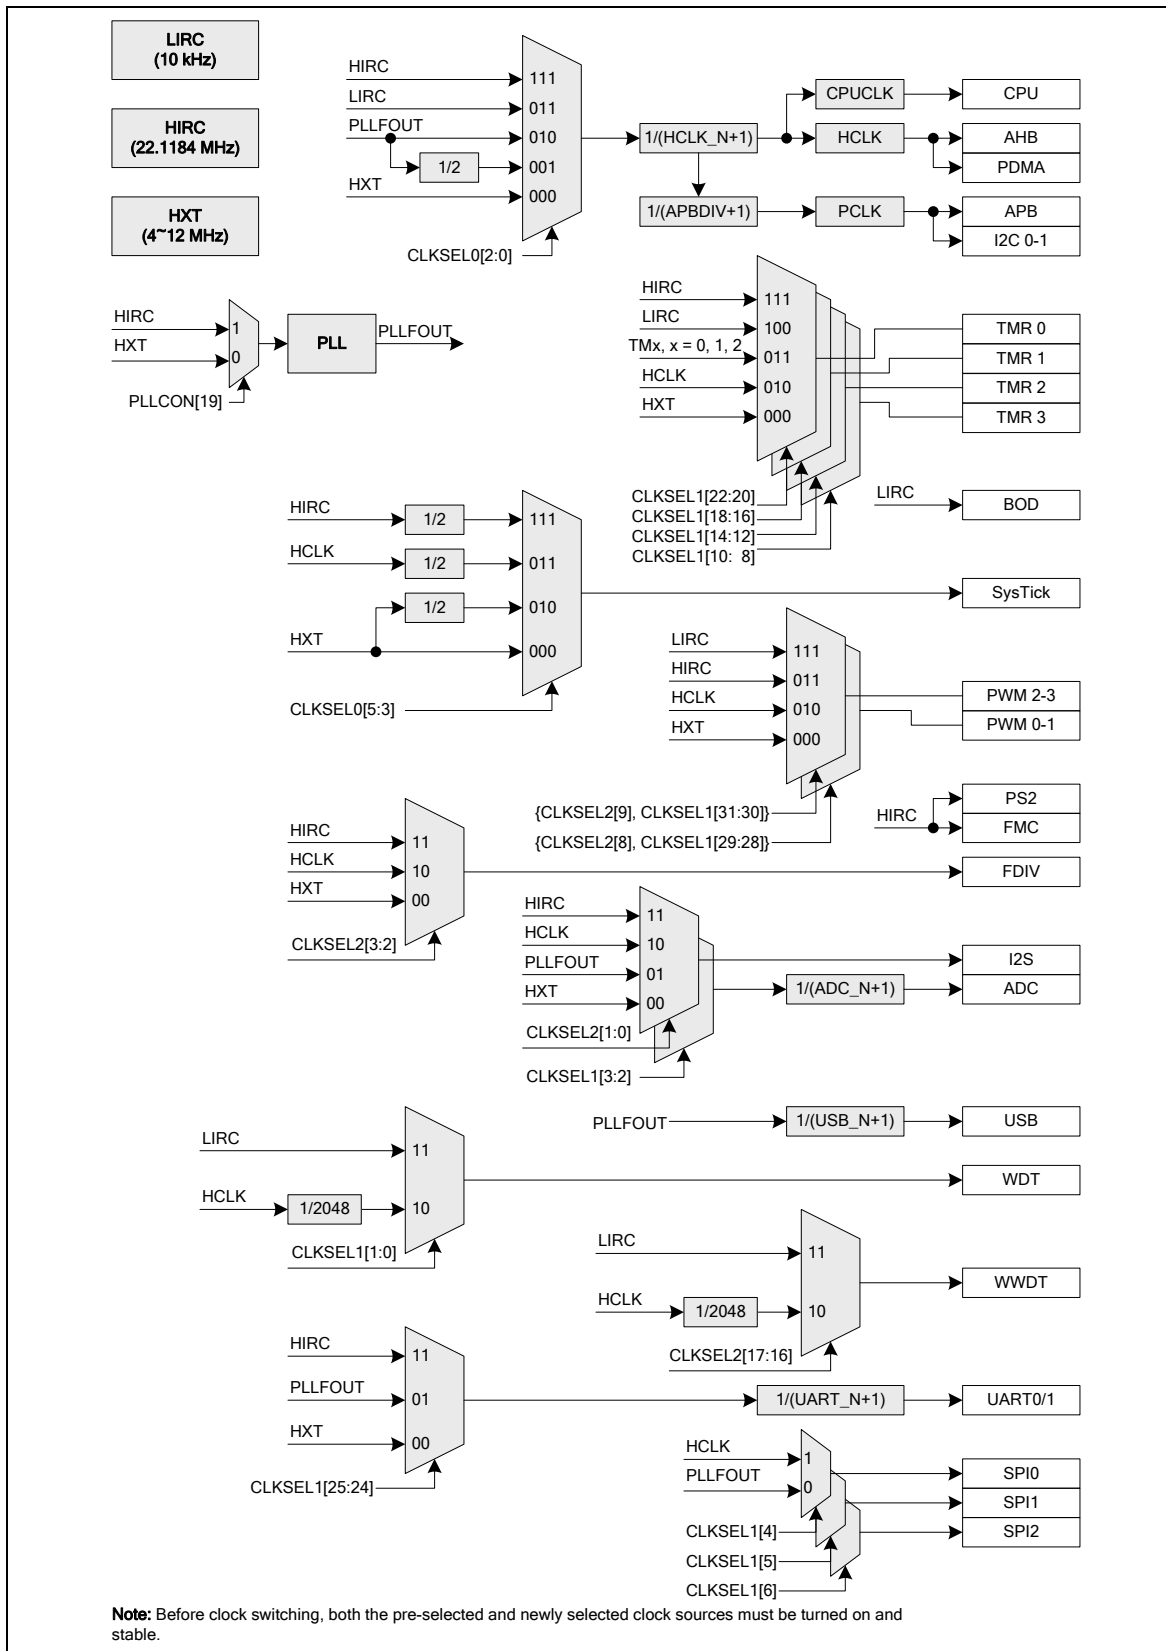 LIRC
(10 kHz)
HIRC
(22.1184 MHz)
HXT
(4~12 MHz)
HIRC
LIRC
PLLFOUT
1/2
HXT
111
011
010
001
000
CLKSEL0[2:0]
1/(HCLK_N+1)
1/(APBDIV+1)
CPUCLK
HCLK
PCLK
CPU
AHB
PDMA
APB
I2C 0-1
HIRC
HXT
1
0
PLL
PLLFOUT
PLLCON[19]
HIRC
LIRC
TMx, x = 0, 1, 2
HCLK
HXT
111
100
011
010
000
TMR 0
TMR 1
TMR 2
TMR 3
CLKSEL1[22:20]
CLKSEL1[18:16]
CLKSEL1[14:12]
CLKSEL1[10: 8]
LIRC
BOD
HIRC
1/2
HCLK
1/2
1/2
HXT
111
011
010
000
CLKSEL0[5:3]
SysTick
LIRC
HIRC
HCLK
HXT
111
011
010
000
PWM 2-3
PWM 0-1
{CLKSEL2[9], CLKSEL1[31:30]}
{CLKSEL2[8], CLKSEL1[29:28]}
HIRC
PS2
FMC
HIRC
HCLK
HXT
11
10
00
CLKSEL2[3:2]
FDIV
HIRC
HCLK
PLLFOUT
HXT
11
10
01
00
CLKSEL2[1:0]
CLKSEL1[3:2]
1/(ADC_N+1)
I2S
ADC
PLLFOUT
1/(USB_N+1)
USB
LIRC
HCLK
1/2048
11
10
CLKSEL1[1:0]
WDT
LIRC
HCLK
1/2048
11
10
CLKSEL2[17:16]
WWDT
HIRC
PLLFOUT
HXT
11
01
00
CLKSEL1[25:24]
1/(UART_N+1)
UART0/1
HCLK
PLLFOUT
1
0
CLKSEL1[4]
CLKSEL1[5]
CLKSEL1[6]
SPI0
SPI1
SPI2
Note: Before clock switching, both the pre-selected and newly selected clock sources must be turned on and
stable.